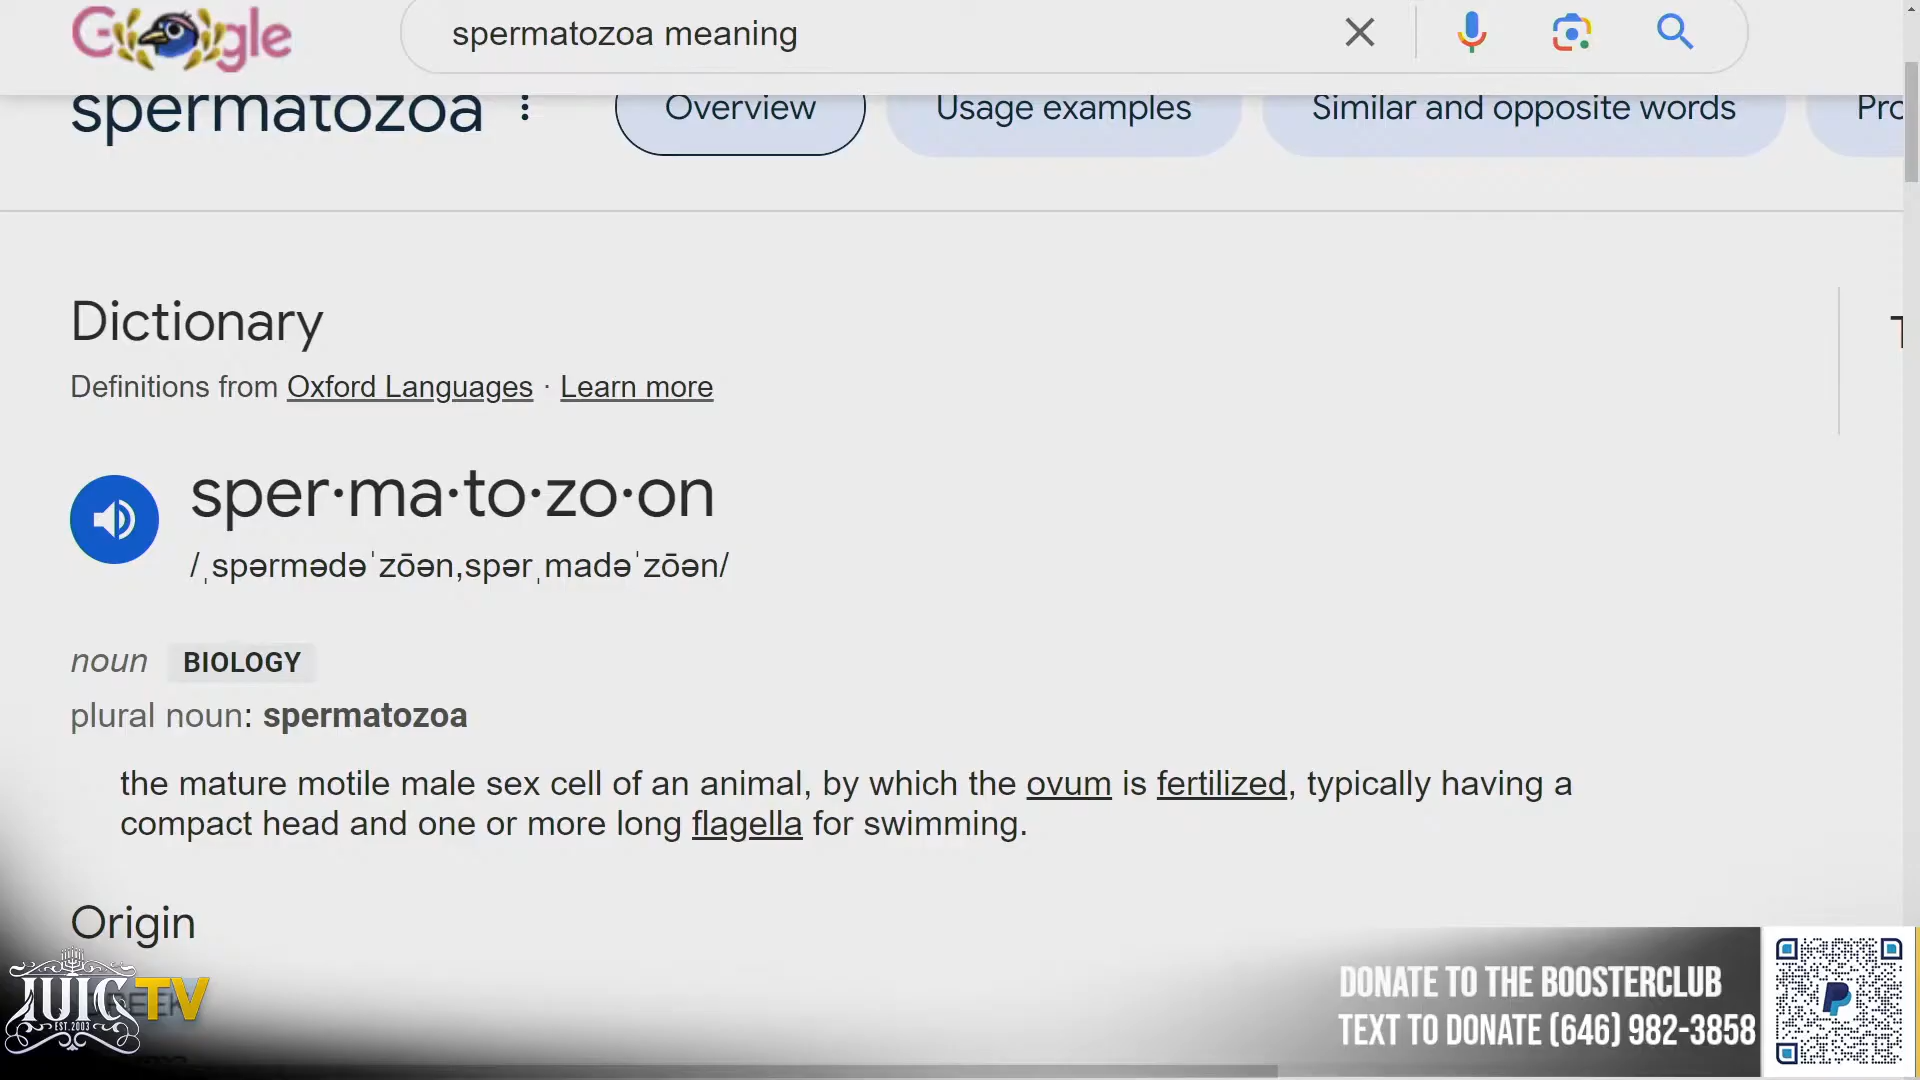 Google
spermatozoa meaning
spermatozoa
Overview
Usage examples
Similar and opposite words
Pro
Dictionary
Definitions from Oxford Languages · Learn more
sper·ma·to·zo·on
/ˌspərmədəˈzōən,spərˌmadəˈzōən/
noun BIOLOGY
plural noun: spermatozoa
the mature motile male sex cell of an animal, by which the ovum is fertilized, typically having a
compact head and one or more long flagella for swimming.
Origin
IUIC TV
EST. 2003
DONATE TO THE BOOSTERCLUB
TEXT TO DONATE (646) 982-3858